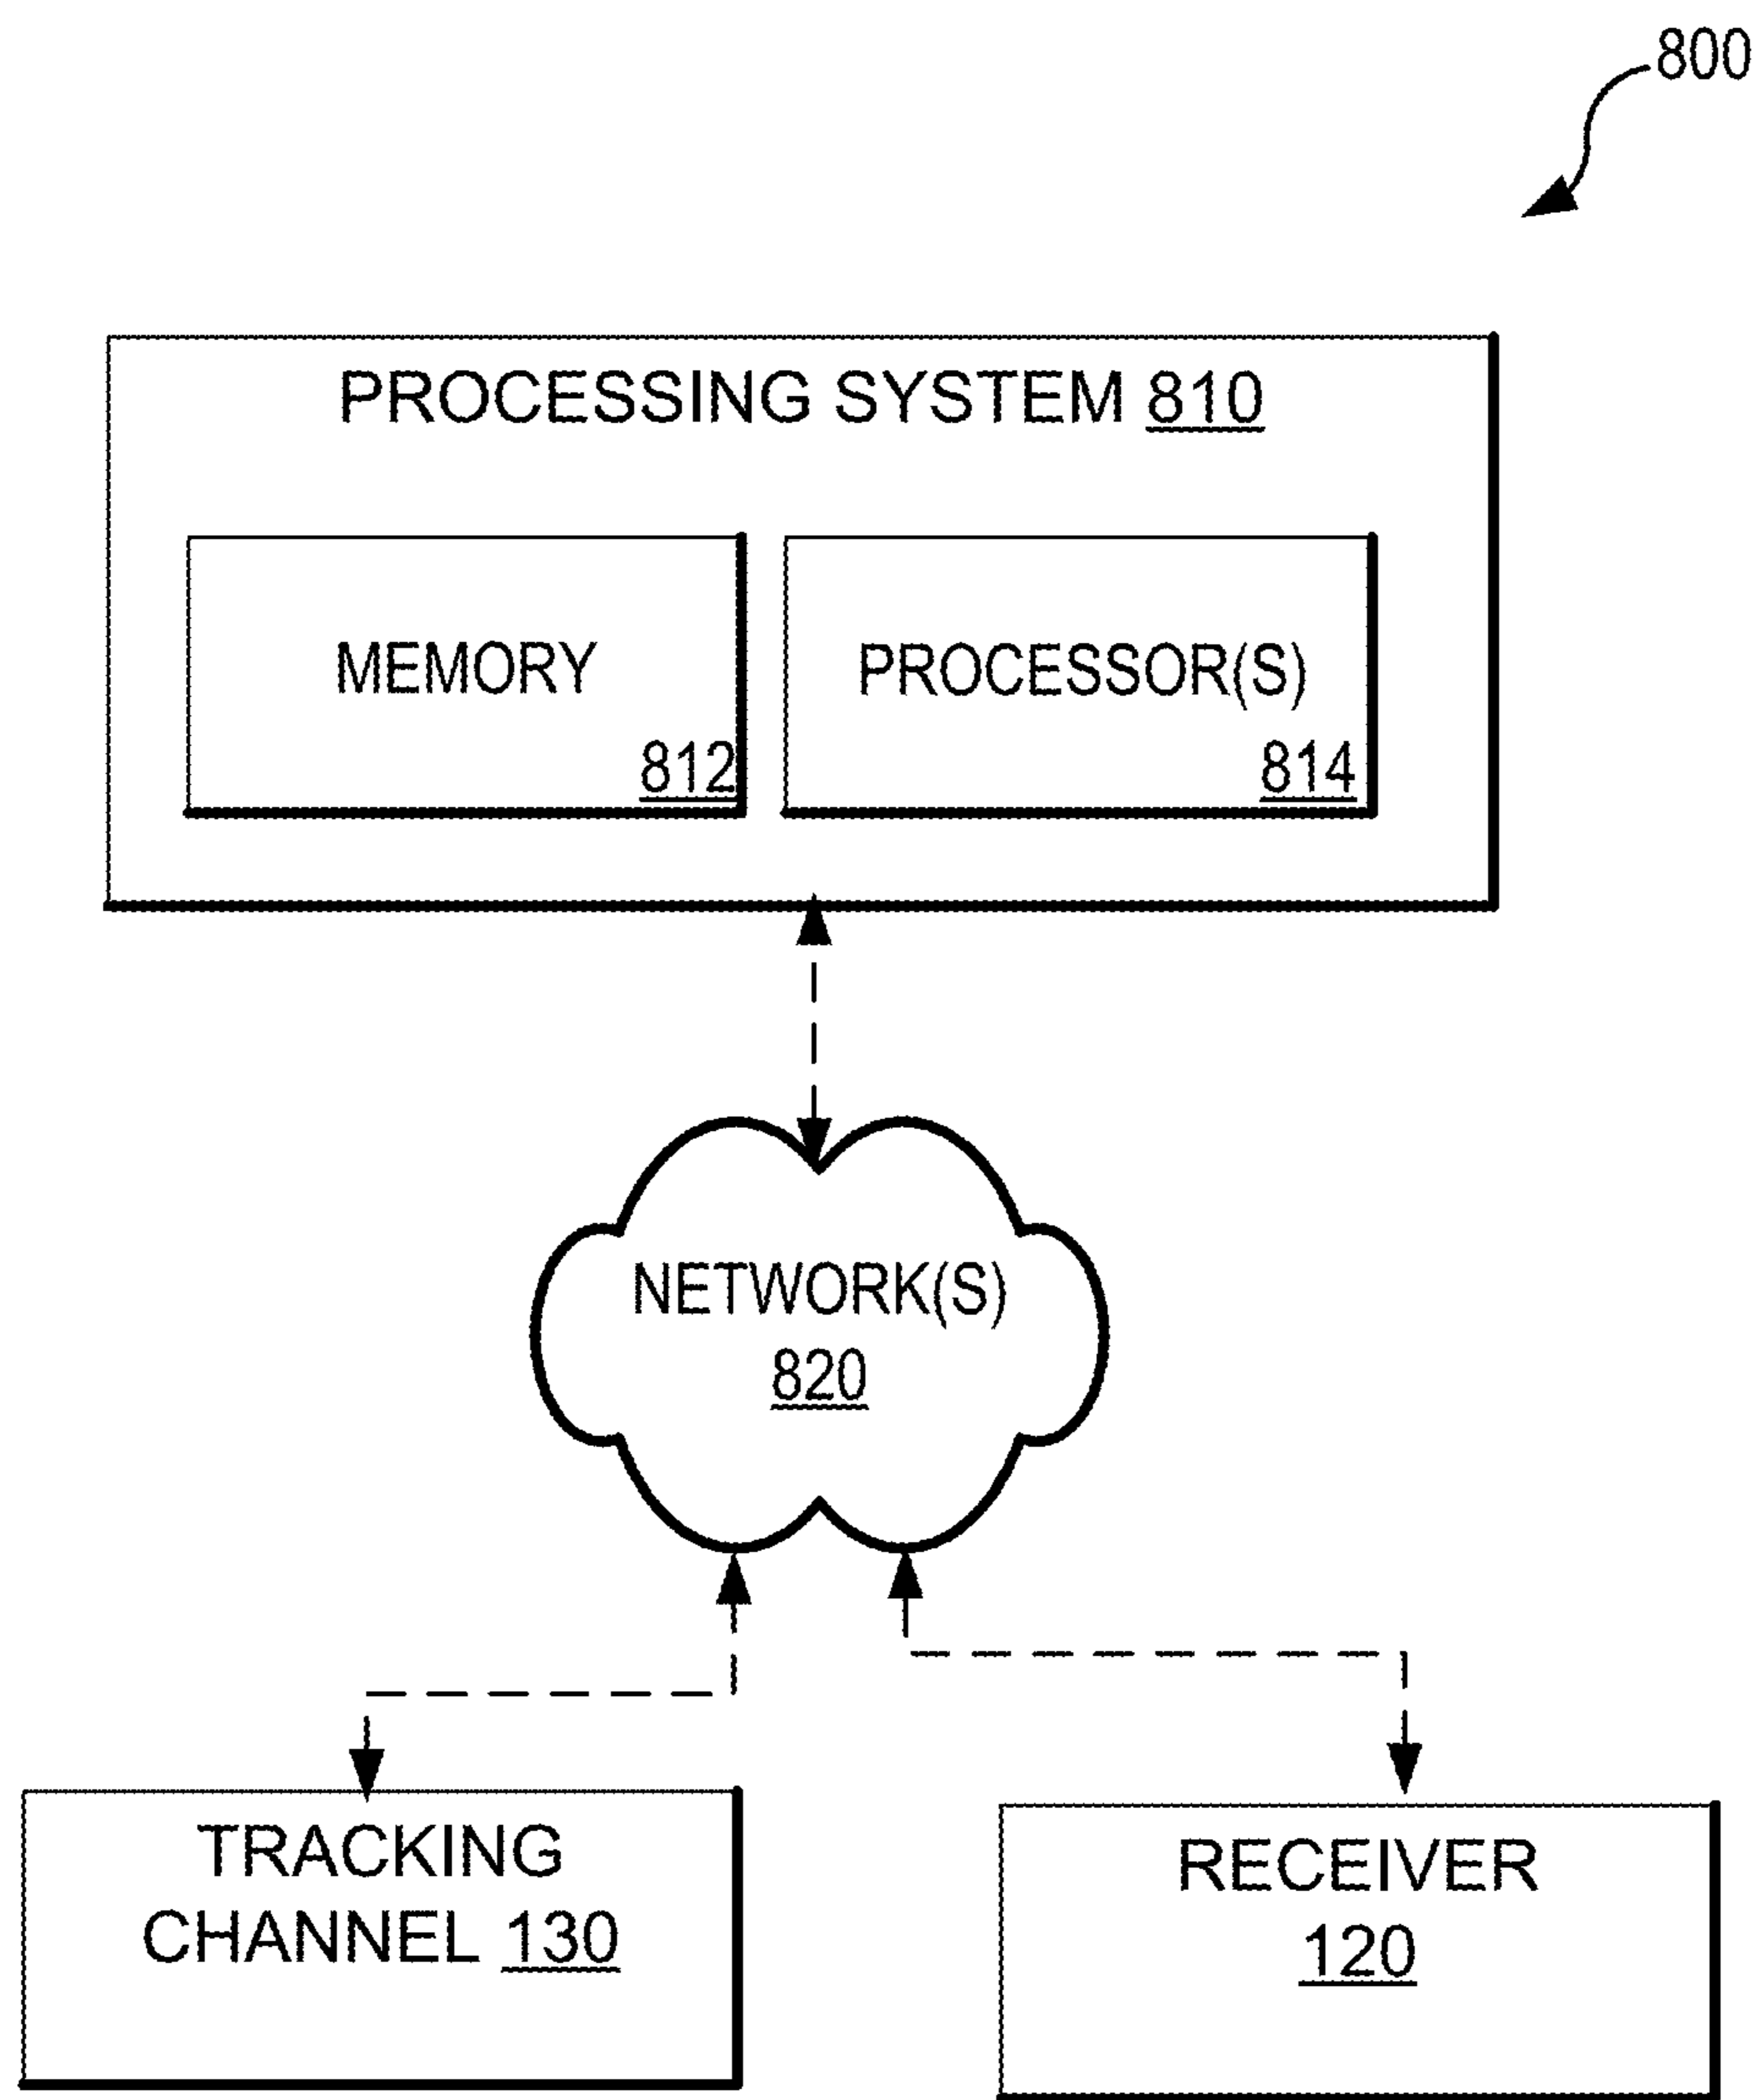 800
PROCESSING SYSTEM 810
MEMORY
812
PROCESSOR(S)
814
NETWORK(S)
820
TRACKING
CHANNEL 130
RECEIVER
120